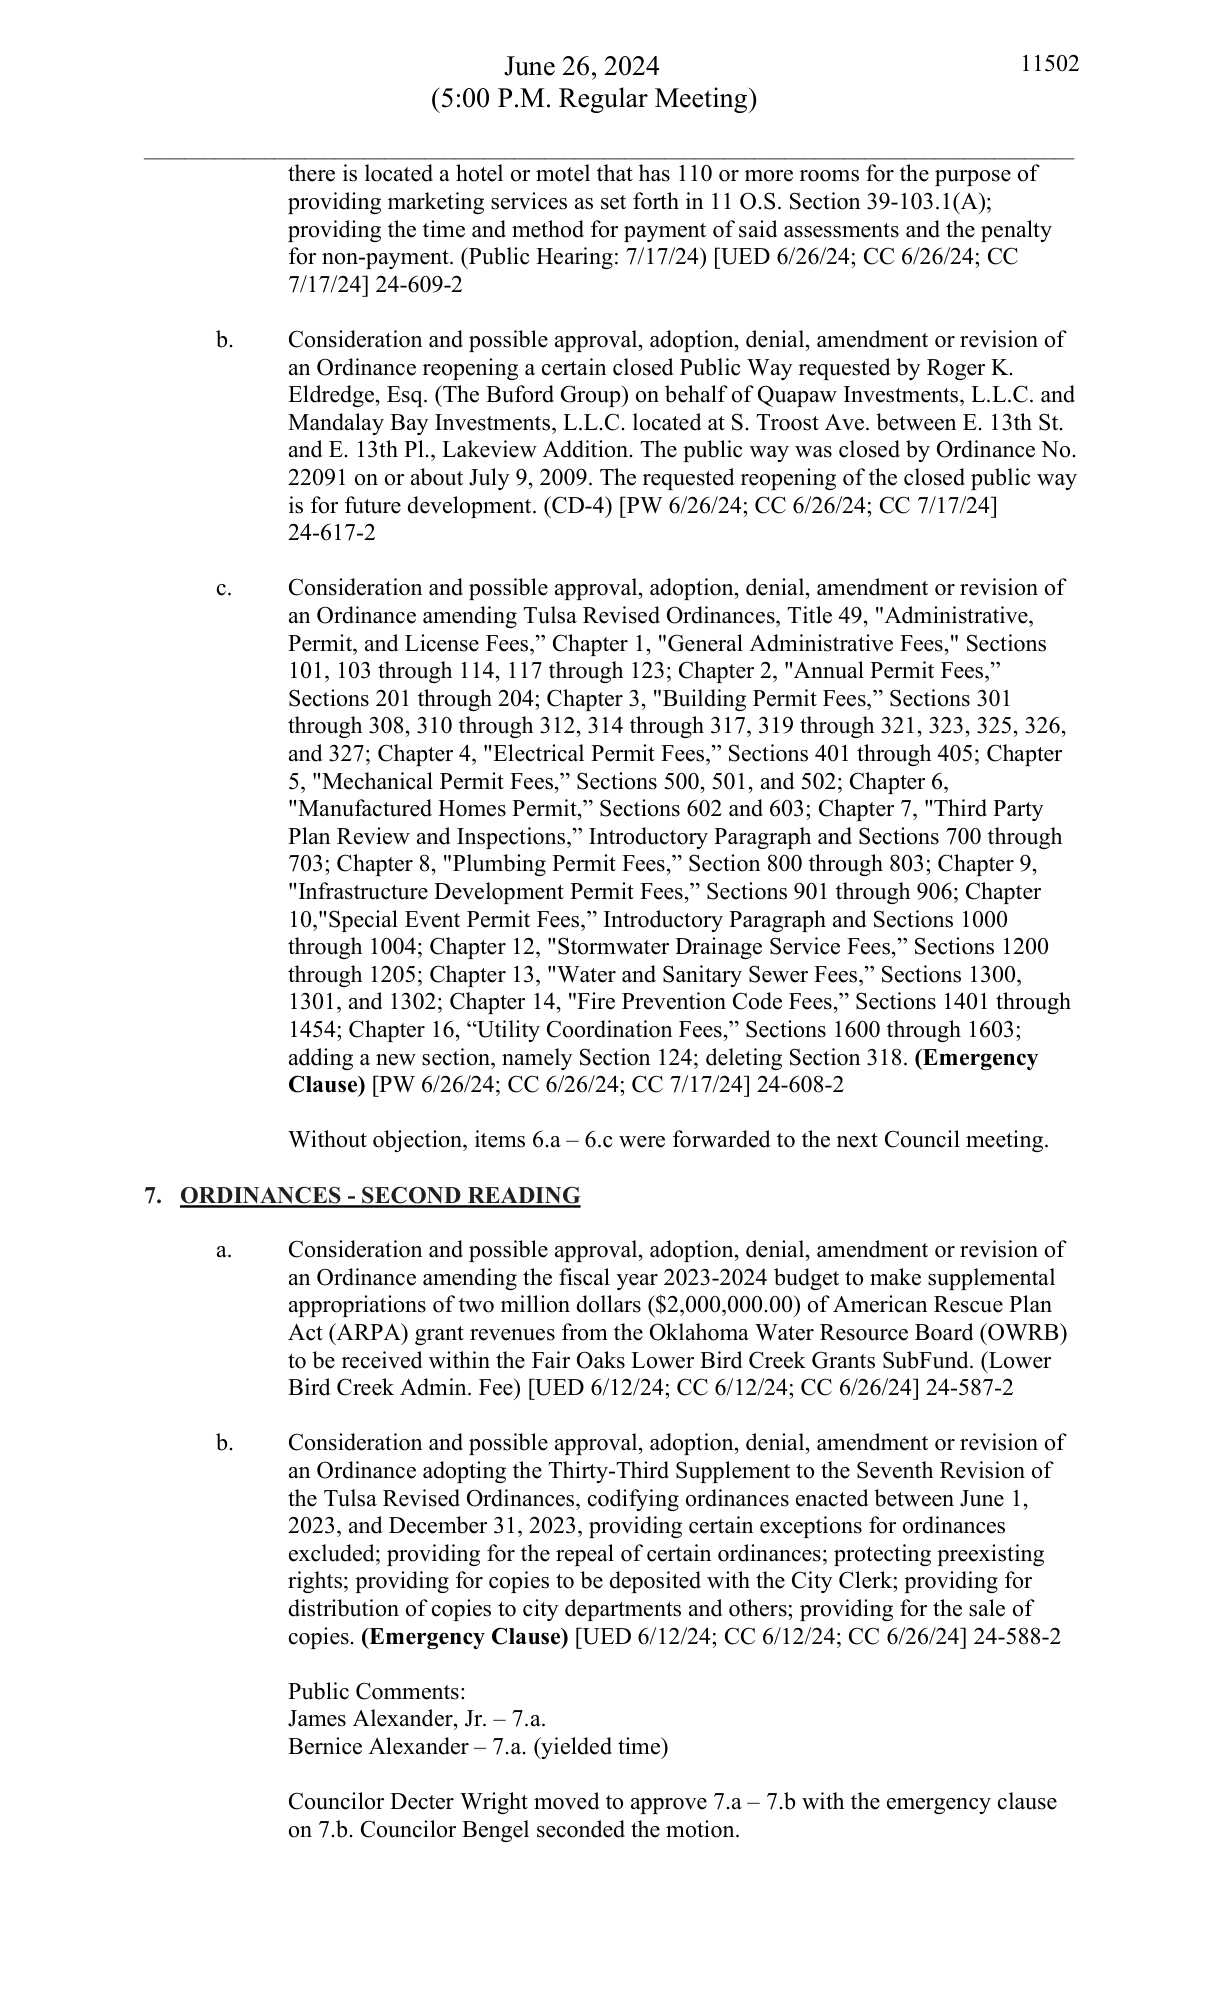 June 26, 2024
11502
(5:00 P.M. Regular Meeting)
there is located a hotel or motel that has 110 or more rooms for the purpose of
providing marketing services as set forth in 11 O.S. Section 39-103.1(A);
providing the time and method for payment of said assessments and the penalty
for non-payment. (Public Hearing: 7/17/24) [UED 6/26/24; CC 6/26/24; CC
7/17/24] 24-609-2
b. Consideration and possible approval, adoption, denial, amendment or revision of
an Ordinance reopening a certain closed Public Way requested by Roger K.
Eldredge, Esq. (The Buford Group) on behalf of Quapaw Investments, L.L.C. and
Mandalay Bay Investments, L.L.C. located at S. Troost Ave. between E. 13th St.
and E. 13th Pl., Lakeview Addition. The public way was closed by Ordinance No.
22091 on or about July 9, 2009. The requested reopening of the closed public way
is for future development. (CD-4) [PW 6/26/24; CC 6/26/24; CC 7/17/24]
24-617-2
c. Consideration and possible approval, adoption, denial, amendment or revision of
an Ordinance amending Tulsa Revised Ordinances, Title 49, "Administrative,
Permit, and License Fees,” Chapter 1, "General Administrative Fees," Sections
101, 103 through 114, 117 through 123; Chapter 2, "Annual Permit Fees,”
Sections 201 through 204; Chapter 3, "Building Permit Fees,” Sections 301
through 308, 310 through 312, 314 through 317, 319 through 321, 323, 325, 326,
and 327; Chapter 4, "Electrical Permit Fees,” Sections 401 through 405; Chapter
5, "Mechanical Permit Fees,” Sections 500, 501, and 502; Chapter 6,
"Manufactured Homes Permit,” Sections 602 and 603; Chapter 7, "Third Party
Plan Review and Inspections,” Introductory Paragraph and Sections 700 through
703; Chapter 8, "Plumbing Permit Fees,” Section 800 through 803; Chapter 9,
"Infrastructure Development Permit Fees,” Sections 901 through 906; Chapter
10,"Special Event Permit Fees,” Introductory Paragraph and Sections 1000
through 1004; Chapter 12, "Stormwater Drainage Service Fees,” Sections 1200
through 1205; Chapter 13, "Water and Sanitary Sewer Fees,” Sections 1300,
1301, and 1302; Chapter 14, "Fire Prevention Code Fees,” Sections 1401 through
1454; Chapter 16, “Utility Coordination Fees,” Sections 1600 through 1603;
adding a new section, namely Section 124; deleting Section 318. (Emergency
Clause) [PW 6/26/24; CC 6/26/24; CC 7/17/24] 24-608-2
Without objection, items 6.a – 6.c were forwarded to the next Council meeting.
7. ORDINANCES - SECOND READING
a. Consideration and possible approval, adoption, denial, amendment or revision of
an Ordinance amending the fiscal year 2023-2024 budget to make supplemental
appropriations of two million dollars ($2,000,000.00) of American Rescue Plan
Act (ARPA) grant revenues from the Oklahoma Water Resource Board (OWRB)
to be received within the Fair Oaks Lower Bird Creek Grants SubFund. (Lower
Bird Creek Admin. Fee) [UED 6/12/24; CC 6/12/24; CC 6/26/24] 24-587-2
b. Consideration and possible approval, adoption, denial, amendment or revision of
an Ordinance adopting the Thirty-Third Supplement to the Seventh Revision of
the Tulsa Revised Ordinances, codifying ordinances enacted between June 1,
2023, and December 31, 2023, providing certain exceptions for ordinances
excluded; providing for the repeal of certain ordinances; protecting preexisting
rights; providing for copies to be deposited with the City Clerk; providing for
distribution of copies to city departments and others; providing for the sale of
copies. (Emergency Clause) [UED 6/12/24; CC 6/12/24; CC 6/26/24] 24-588-2
Public Comments:
James Alexander, Jr. – 7.a.
Bernice Alexander – 7.a. (yielded time)
Councilor Decter Wright moved to approve 7.a – 7.b with the emergency clause
on 7.b. Councilor Bengel seconded the motion.